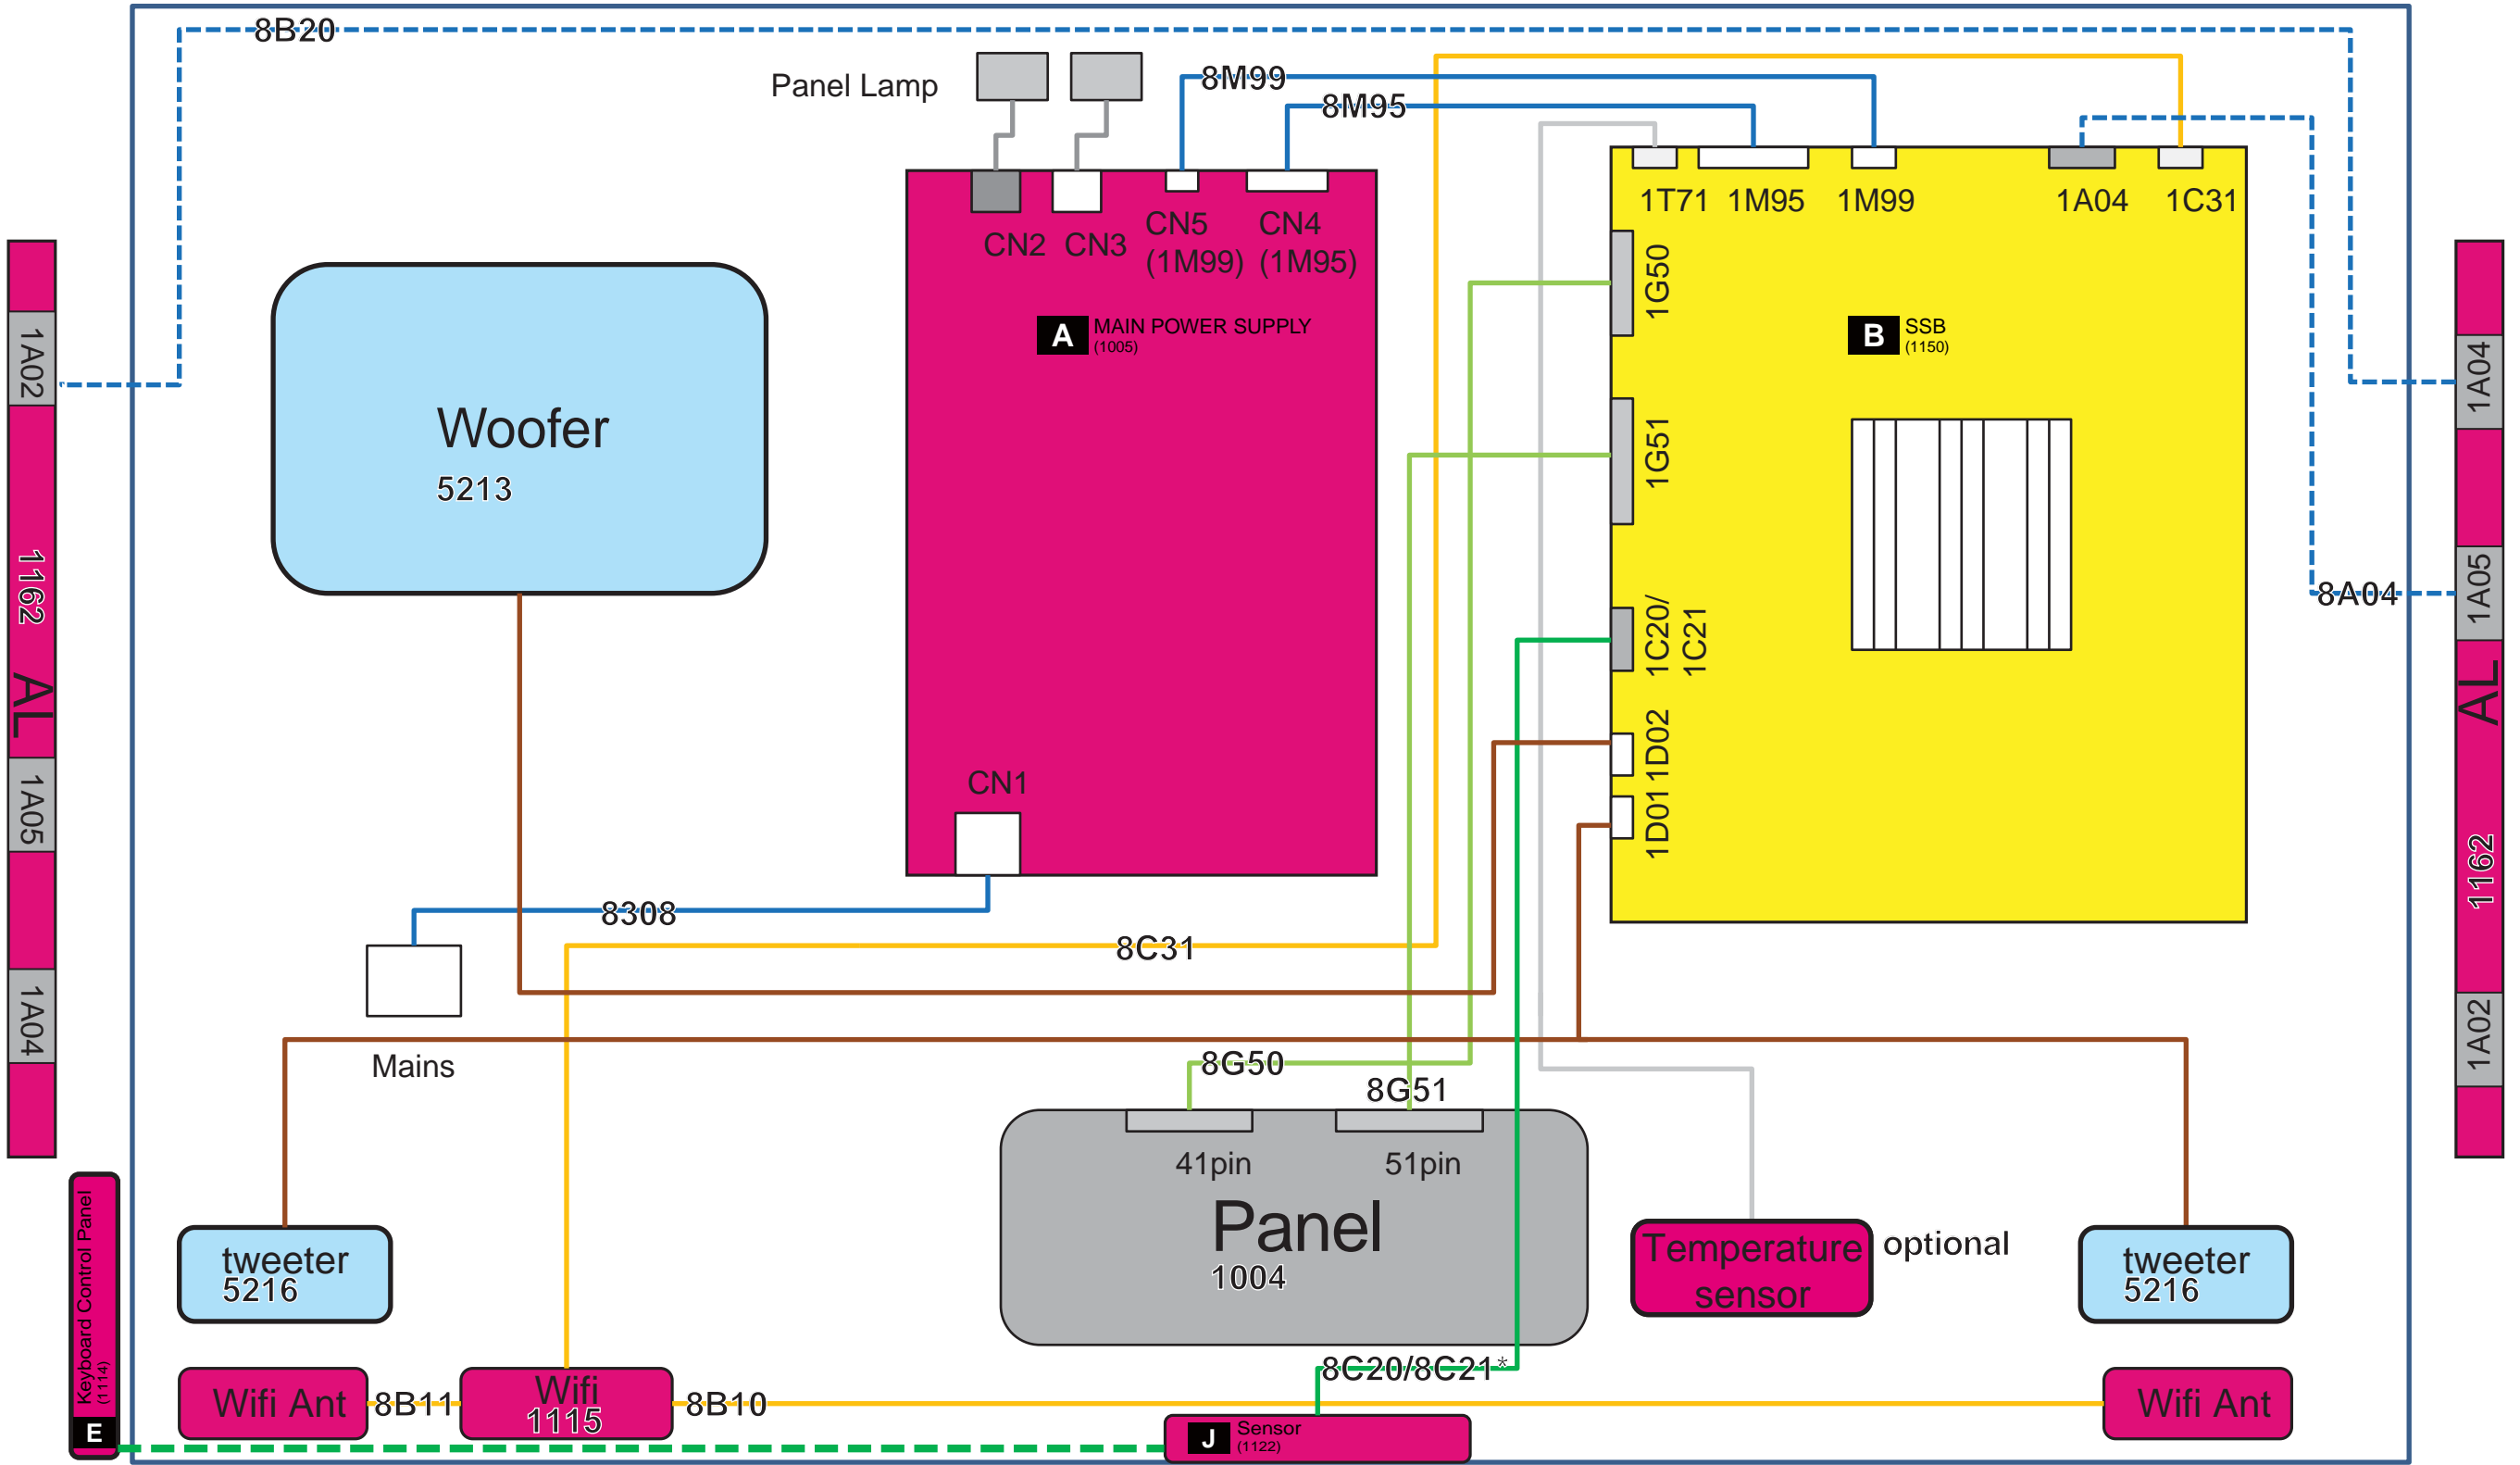 8B20
Panel Lamp
8M99
8M95
1T71
1M95
1M99
1A04
1C31
CN2
CN3
CN5
(1M99)
CN4
(1M95)
A
MAIN POWER SUPPLY
(1005)
B
SSB
(1150)
1G50
1G51
1C20/
1C21
1D02
1D01
CN1
Woofer
5213
1A02
1162
AL
1A05
1A04
1A04
1A05
8A04
AL
1162
1A02
8308
8C31
Mains
8G50
8G51
41pin
51pin
Panel
1004
Temperature
sensor
optional
tweeter
5216
tweeter
5216
Keyboard Control Panel
(1114)
E
Wifi Ant
8B11
Wifi
1115
8B10
8C20/8C21*
J
Sensor
(1122)
Wifi Ant